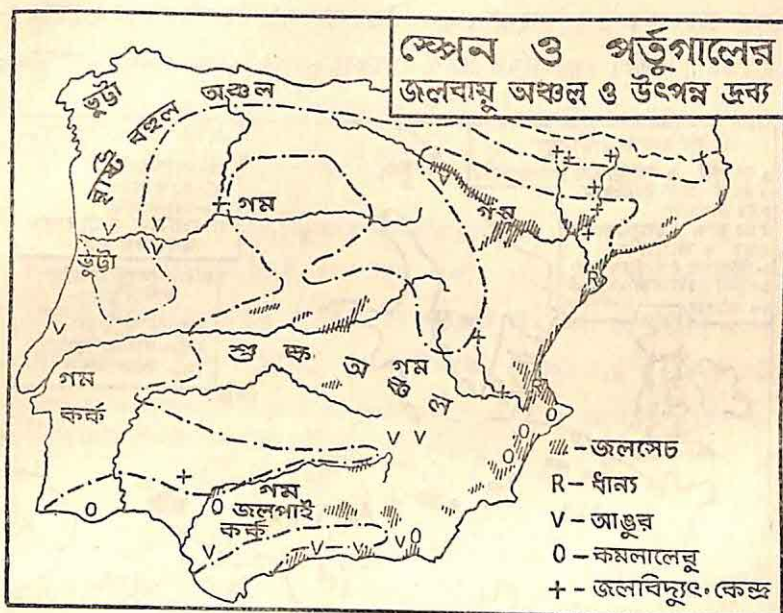 স্পেন ও পর্তুগালের
জলবায়ু অঞ্চল ও উৎপন্ন দ্রব্য
ভুট্টা
বৃষ্টি বহুল অঞ্চল
গম
V
গম
V
V V
ভুট্টা
R
V
শুষ্ক অঞ্চল
গম
গম
কর্ক
R
O
V V
O
O
গম
জলপাই
কর্ক
O
O
V
V V V
O
জলসেচ
R - ধান্য
V - আঙুর
O - কমলালেবু
+ - জলবিদ্যুৎ কেন্দ্র